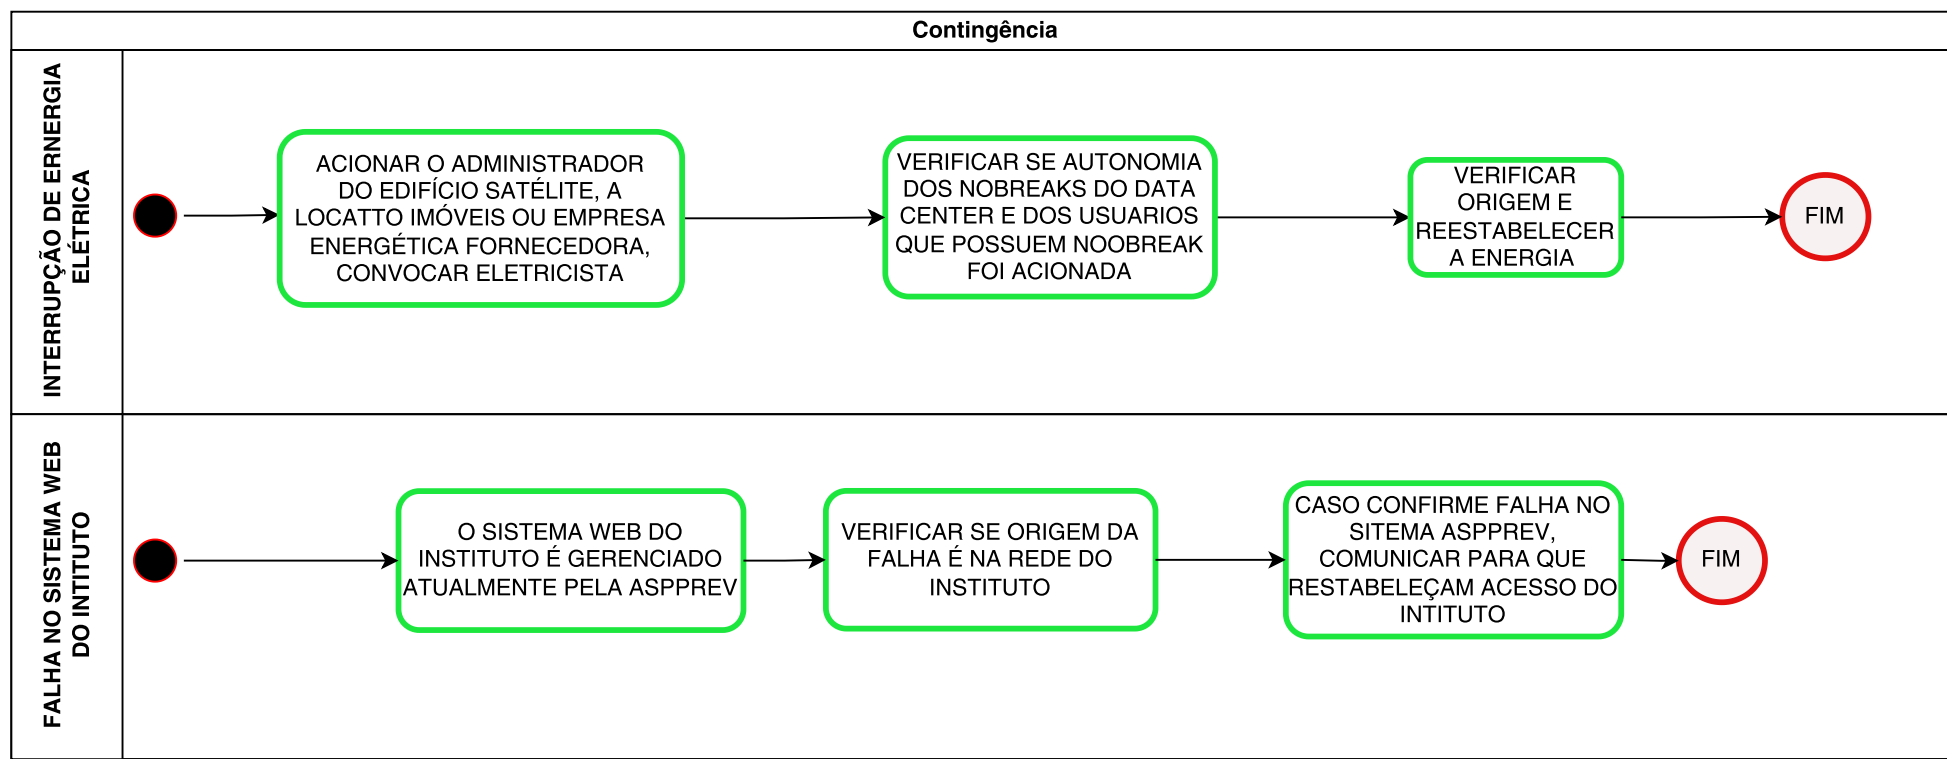 Contingência
INTERRUPÇÃO DE ERNERGIA
ELÉTRICA
ACIONAR O ADMINISTRADOR
DO EDIFÍCIO SATÉLITE, A
LOCATTO IMÓVEIS OU EMPRESA
ENERGÉTICA FORNECEDORA,
CONVOCAR ELETRICISTA
VERIFICAR SE AUTONOMIA
DOS NOBREAKS DO DATA
CENTER E DOS USUARIOS
QUE POSSUEM NOOBREAK
FOI ACIONADA
VERIFICAR
ORIGEM E
REESTABELECER
A ENERGIA
FIM
FALHA NO SISTEMA WEB
DO INTITUTO
O SISTEMA WEB DO
INSTITUTO É GERENCIADO
ATUALMENTE PELA ASPPREV
VERIFICAR SE ORIGEM DA
FALHA É NA REDE DO
INSTITUTO
CASO CONFIRME FALHA NO
SITEMA ASPPREV,
COMUNICAR PARA QUE
RESTABELEÇAM ACESSO DO
INTITUTO
FIM